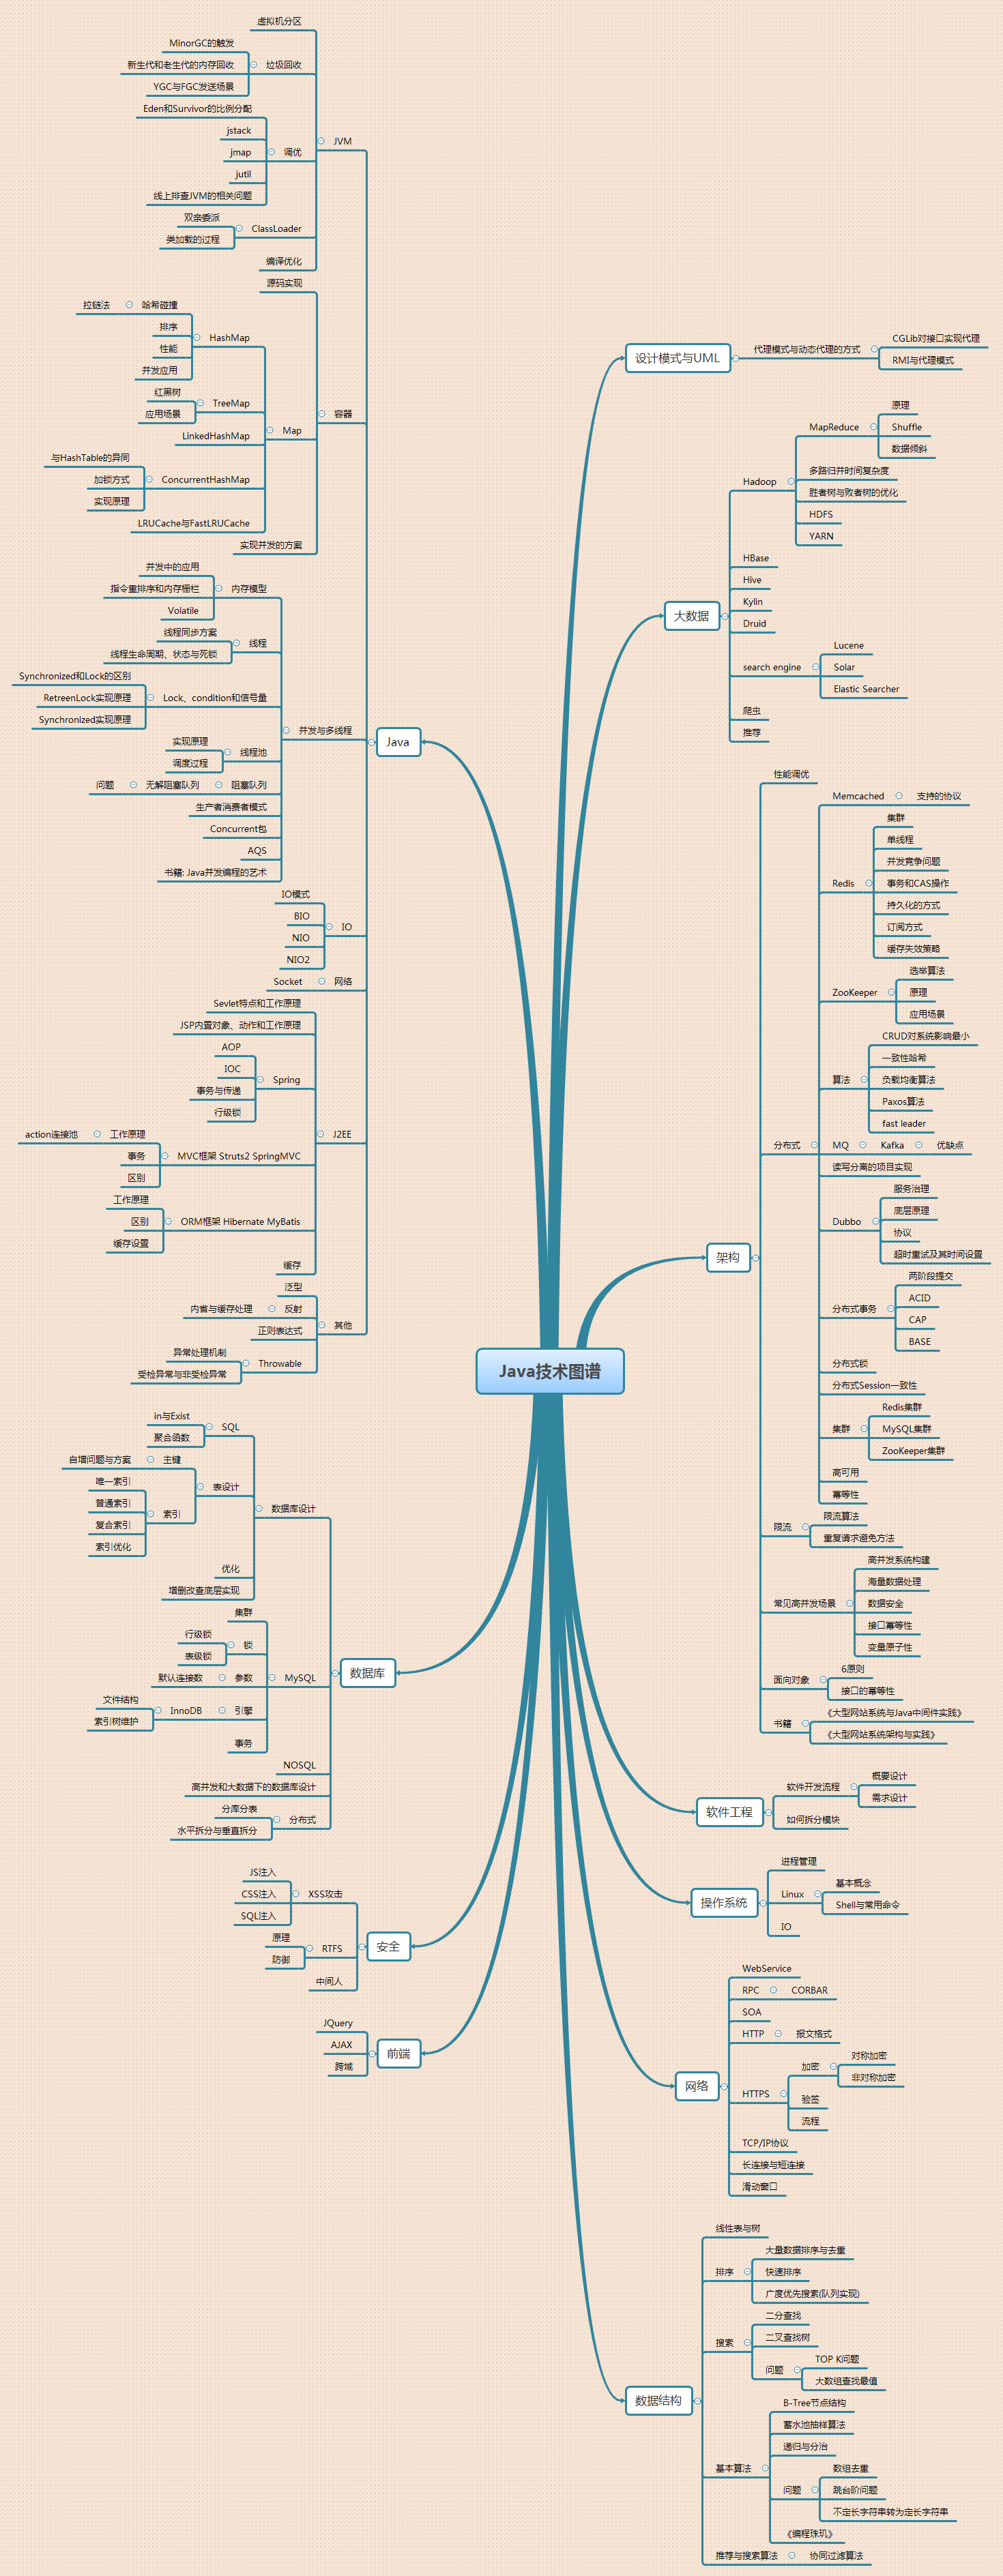 Java技术图谱
Java
JVM
虚拟机分区
垃圾回收
MinorGC的触发
新生代和老生代的内存回收
YGC与FGC发送场景
调优
Eden和Survivor的比例分配
jstack
jmap
jutil
线上排查JVM的相关问题
ClassLoader
双亲委派
类加载的过程
编译优化
容器
源码实现
Map
HashMap
哈希碰撞
拉链法
排序
性能
并发应用
TreeMap
红黑树
应用场景
LinkedHashMap
ConcurrentHashMap
与HashTable的异同
加锁方式
实现原理
LRUCache与FastLRUCache
实现并发的方案
并发与多线程
内存模型
并发中的应用
指令重排序和内存栅栏
Volatile
线程
线程同步方案
线程生命周期、状态与死锁
Lock、condition和信号量
Synchronized和Lock的区别
RetreenLock实现原理
Synchronized实现原理
线程池
实现原理
调度过程
阻塞队列
无解阻塞队列
问题
生产者消费者模式
Concurrent包
AQS
书籍: Java并发编程的艺术
IO
IO模式
BIO
NIO
NIO2
网络
Socket
J2EE
Sevlet特点和工作原理
JSP内置对象、动作和工作原理
Spring
AOP
IOC
事务与传递
行级锁
MVC框架 Struts2 SpringMVC
工作原理
action连接池
事务
区别
ORM框架 Hibernate MyBatis
工作原理
区别
缓存设置
缓存
其他
泛型
反射
内省与缓存处理
正则表达式
Throwable
异常处理机制
受检异常与非受检异常
数据库
数据库设计
SQL
in与Exist
聚合函数
表设计
主键
自增问题与方案
索引
唯一索引
普通索引
复合索引
索引优化
优化
增删改查底层实现
MySQL
集群
锁
行级锁
表级锁
参数
默认连接数
引擎
InnoDB
文件结构
索引树维护
事务
NOSQL
高并发和大数据下的数据库设计
分布式
分库分表
水平拆分与垂直拆分
安全
XSS攻击
JS注入
CSS注入
SQL注入
RTFS
原理
防御
中间人
前端
JQuery
AJAX
跨域
设计模式与UML
代理模式与动态代理的方式
CGLib对接口实现代理
RMI与代理模式
大数据
Hadoop
MapReduce
原理
Shuffle
数据倾斜
多路归并时间复杂度
胜者树与败者树的优化
HDFS
YARN
HBase
Hive
Kylin
Druid
search engine
Lucene
Solar
Elastic Searcher
爬虫
推荐
架构
性能调优
分布式
Memcached
支持的协议
Redis
集群
单线程
并发竞争问题
事务和CAS操作
持久化的方式
订阅方式
缓存失效策略
ZooKeeper
选举算法
原理
应用场景
算法
CRUD对系统影响最小
一致性哈希
负载均衡算法
Paxos算法
fast leader
MQ
Kafka
优缺点
读写分离的项目实现
Dubbo
服务治理
底层原理
协议
超时重试及其时间设置
分布式事务
两阶段提交
ACID
CAP
BASE
分布式锁
分布式Session一致性
集群
Redis集群
MySQL集群
ZooKeeper集群
高可用
幂等性
限流
限流算法
重复请求避免方法
常见高并发场景
高并发系统构建
海量数据处理
数据安全
接口幂等性
变量原子性
面向对象
6原则
接口的幂等性
书籍
《大型网站系统与Java中间件实践》
《大型网站系统架构与实践》
软件工程
软件开发流程
概要设计
需求设计
如何拆分模块
操作系统
进程管理
Linux
基本概念
Shell与常用命令
IO
网络
WebService
RPC
CORBAR
SOA
HTTP
报文格式
HTTPS
加密
对称加密
非对称加密
验签
流程
TCP/IP协议
长连接与短连接
滑动窗口
数据结构
线性表与树
排序
大量数据排序与去重
快速排序
广度优先搜索(队列实现)
搜索
二分查找
二叉查找树
问题
TOP K问题
大数组查找最值
基本算法
B-Tree节点结构
蓄水池抽样算法
递归与分治
问题
数组去重
跳台阶问题
不定长字符串转为定长字符串
《编程珠玑》
推荐与搜索算法
协同过滤算法